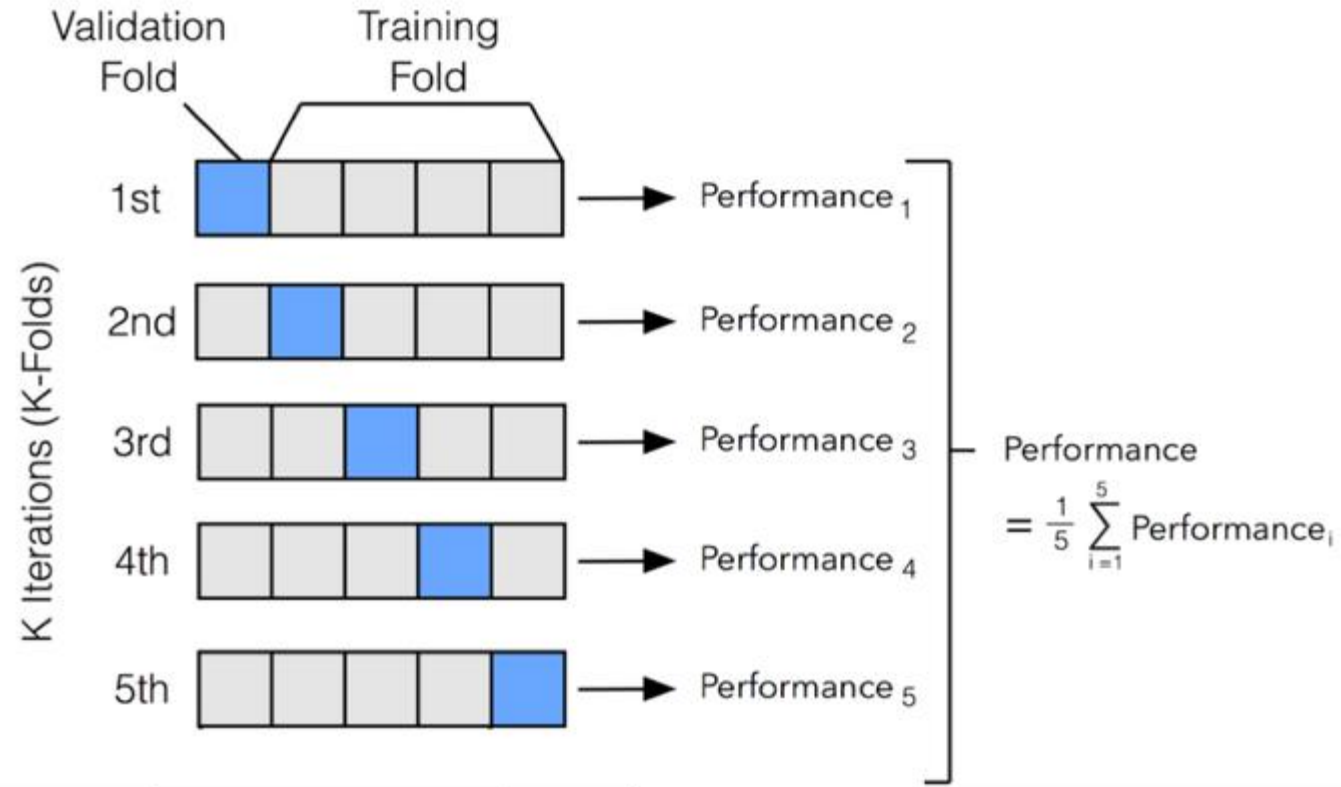 Validation
Fold
Training
Fold
K Iterations (K-Folds)
1st
Performance 1
2nd
Performance 2
3rd
Performance 3
4th
Performance 4
5th
Performance 5
Performance
= 1/5 5∑i=1 Performance i